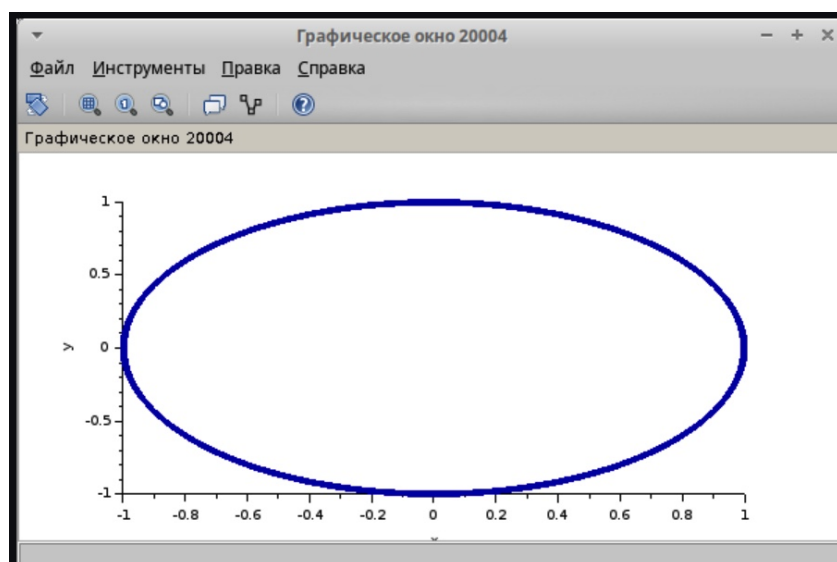 Графическое окно 20004
Файл Инструменты Правка Справка
Графическое окно 20004
1
0.5
y
0
-0.5
-1
-1 -0.8 -0.6 -0.4 -0.2 0 0.2 0.4 0.6 0.8 1